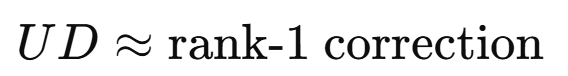 UD ≈ rank-1 correction